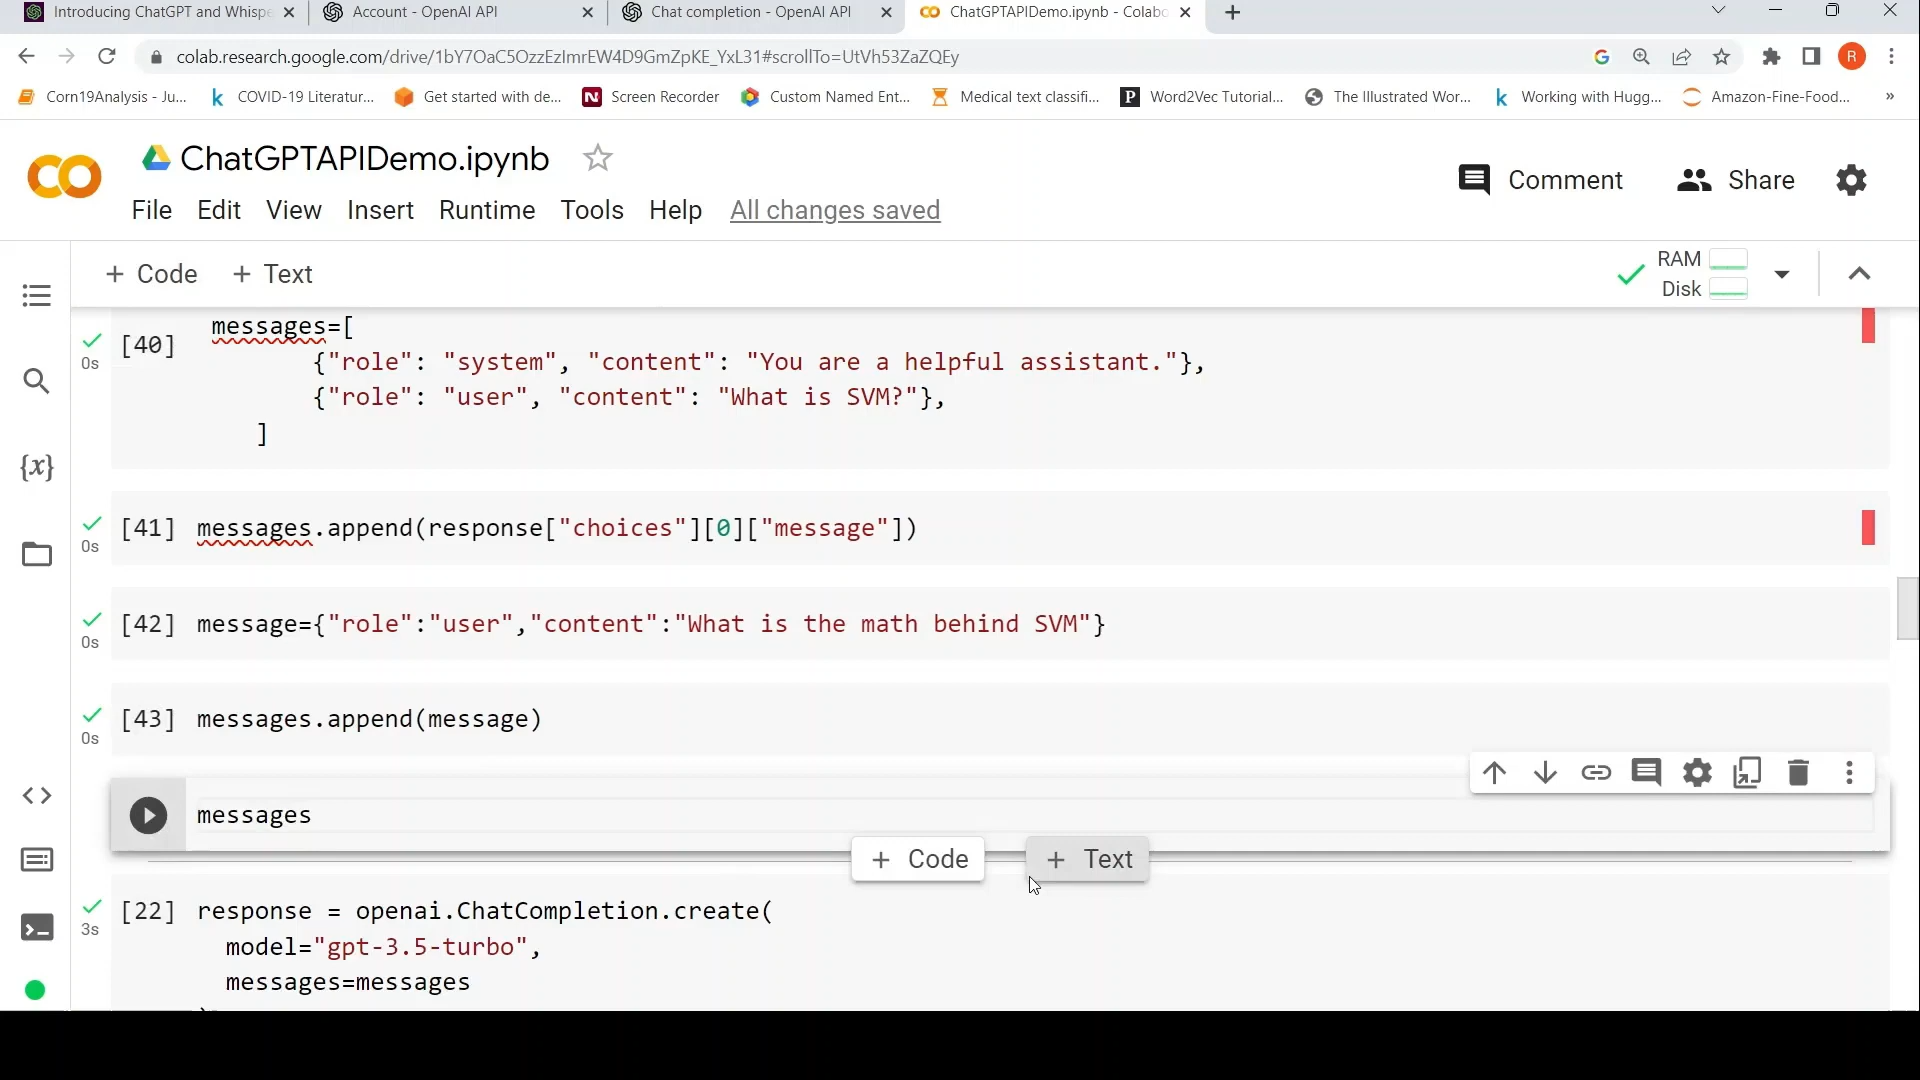 Introducing ChatGPT and Whispe
Account - OpenAI API
Chat completion - OpenAI API
ChatGPTAPIDemo.ipynb - Colabo
colab.research.google.com/drive/1bY7OaC5OzzEzlmrEW4D9GmZpKE_YxL31#scrollTo=UtVh53ZaZQEy
R
Corn19Analysis - Ju...
COVID-19 Literatur...
Get started with de...
Screen Recorder
Custom Named Ent...
Medical text classifi...
Word2Vec Tutorial...
The Illustrated Wor...
Working with Hugg...
Amazon-Fine-Food...
»
ChatGPTAPIDemo.ipynb
Comment
Share
File Edit View Insert Runtime Tools Help All changes saved
+ Code + Text
RAM
Disk
[40] messages=[
0s
{"role": "system", "content": "You are a helpful assistant."},
{"role": "user", "content": "What is SVM?"},
]
[41] messages.append(response["choices"][0]["message"])
0s
[42] message={"role":"user","content":"What is the math behind SVM"}
0s
[43] messages.append(message)
0s
messages
+ Code + Text
[22] response = openai.ChatCompletion.create(
3s
model="gpt-3.5-turbo",
messages=messages